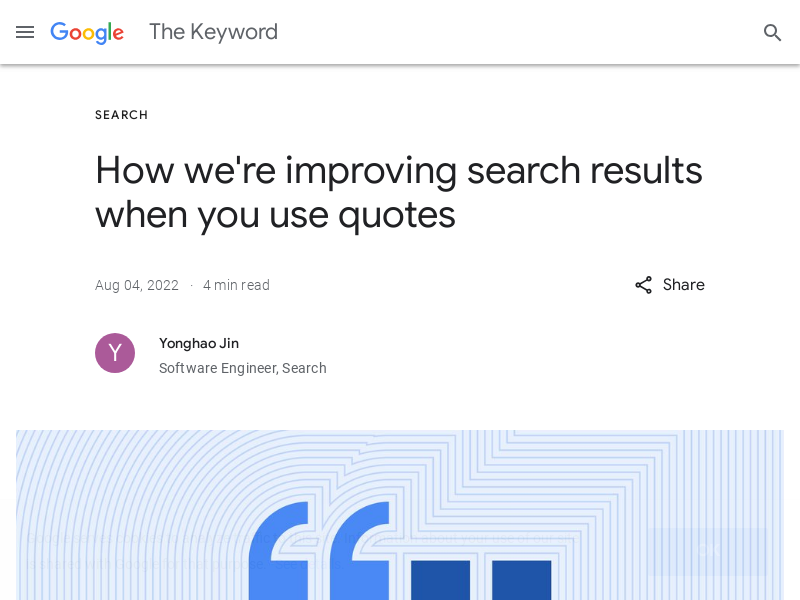 Google The Keyword
SEARCH
How we're improving search results
when you use quotes
Aug 04, 2022 · 4 min read
Share
Y
Yonghao Jin
Software Engineer, Search